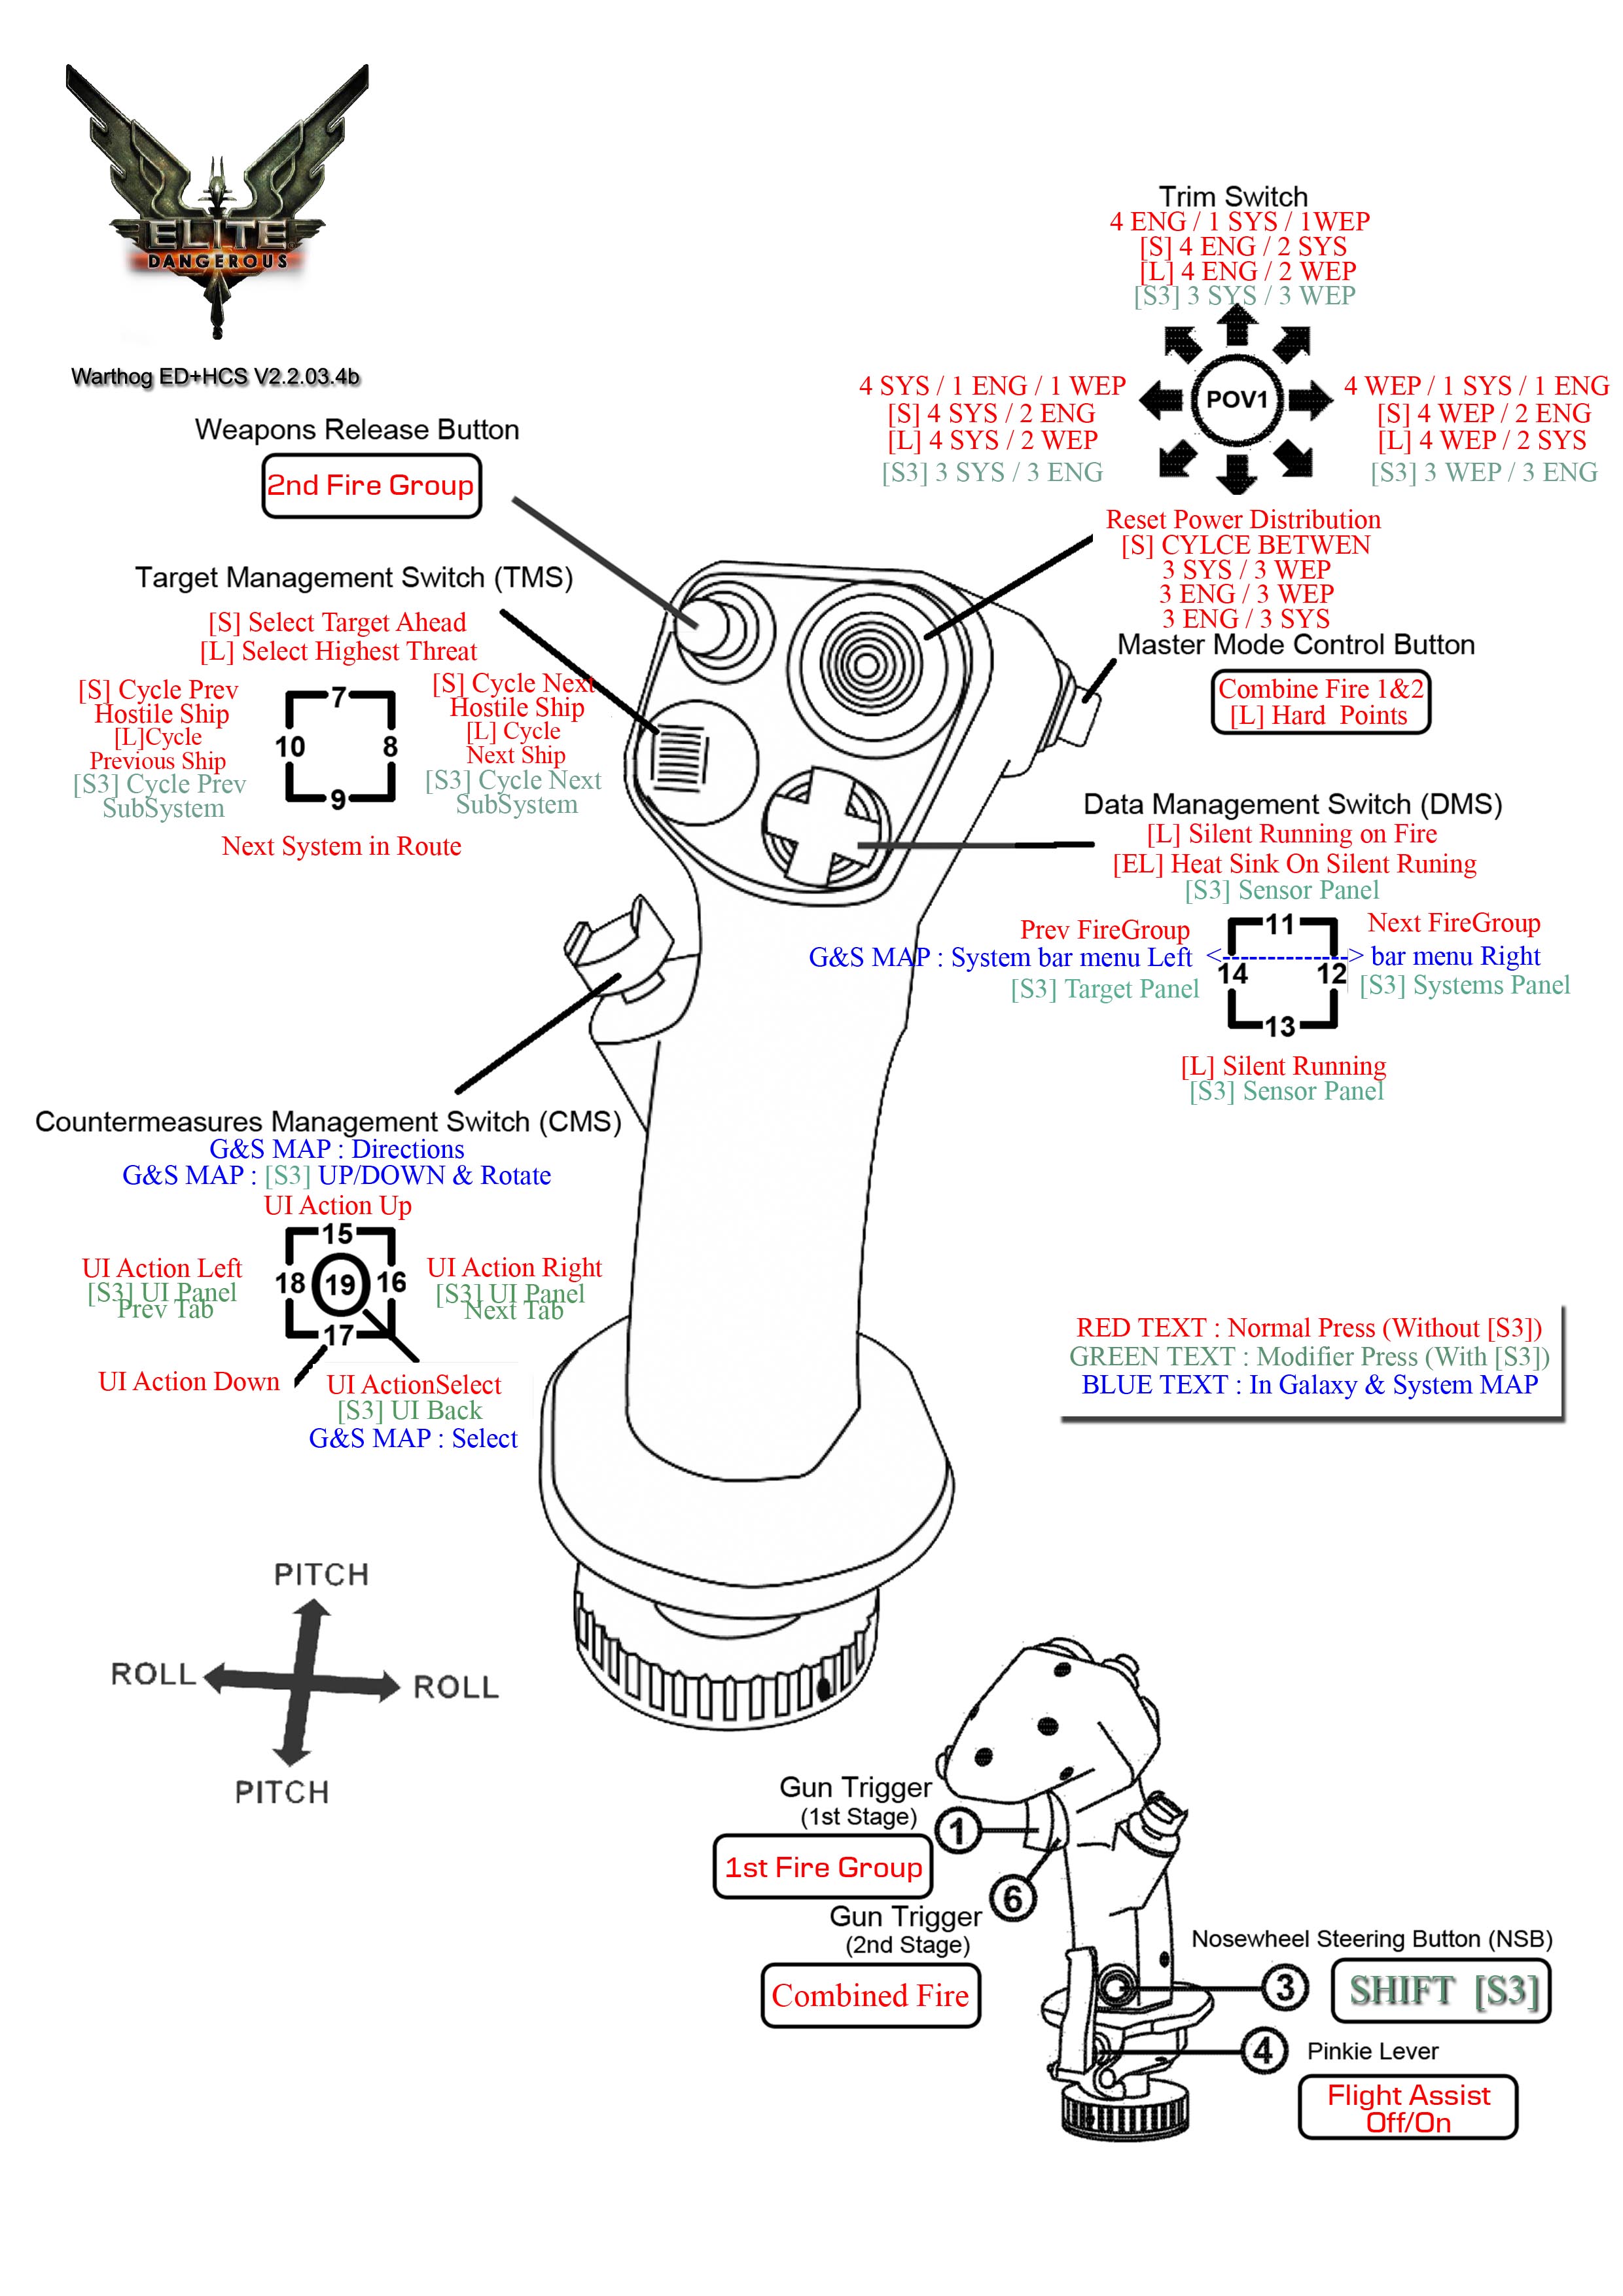 ELITE
DANGEROUS
Warthog ED+HCS V2.2.03.4b
Trim Switch
4 ENG / 1 SYS / 1WEP
[S] 4 ENG / 2 SYS
[L] 4 ENG / 2 WEP
[S3] 3 SYS / 3 WEP
4 SYS / 1 ENG / 1 WEP
[S] 4 SYS / 2 ENG
[L] 4 SYS / 2 WEP
[S3] 3 SYS / 3 ENG
POV1
4 WEP / 1 SYS / 1 ENG
[S] 4 WEP / 2 ENG
[L] 4 WEP / 2 SYS
[S3] 3 WEP / 3 ENG
Reset Power Distribution
[S] CYLCE BETWEN
3 SYS / 3 WEP
3 ENG / 3 WEP
3 ENG / 3 SYS
Weapons Release Button
2nd Fire Group
Target Management Switch (TMS)
[S] Select Target Ahead
[L] Select Highest Threat
[S] Cycle Prev
Hostile Ship
[L]Cycle
Previous Ship
[S3] Cycle Prev
SubSystem
7
10
8
9
[S] Cycle Next
Hostile Ship
[L] Cycle
Next Ship
[S3] Cycle Next
SubSystem
Next System in Route
Master Mode Control Button
Combine Fire 1&2
[L] Hard Points
Data Management Switch (DMS)
[L] Silent Running on Fire
[EL] Heat Sink On Silent Runing
[S3] Sensor Panel
Prev FireGroup
G&S MAP : System bar menu Left <
[S3] Target Panel
11
14
12
13
Next FireGroup
> bar menu Right
[S3] Systems Panel
[L] Silent Running
[S3] Sensor Panel
Countermeasures Management Switch (CMS)
G&S MAP : Directions
G&S MAP : [S3] UP/DOWN & Rotate
UI Action Up
UI Action Left
[S3] UI Panel
Prev Tab
15
18
19
16
17
UI Action Right
[S3] UI Panel
Next Tab
UI Action Down
UI ActionSelect
[S3] UI Back
G&S MAP : Select
RED TEXT : Normal Press (Without [S3])
GREEN TEXT : Modifier Press (With [S3])
BLUE TEXT : In Galaxy & System MAP
PITCH
ROLL
ROLL
PITCH
Gun Trigger
(1st Stage)
1st Fire Group
1
6
Gun Trigger
(2nd Stage)
Combined Fire
Nosewheel Steering Button (NSB)
3
SHIFT [S3]
4
Pinkie Lever
Flight Assist
Off/On